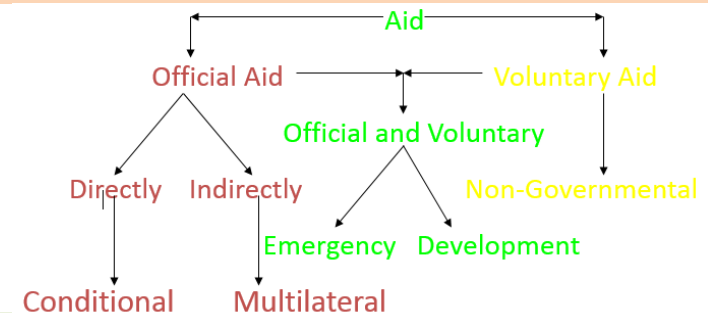 Aid
Official Aid
Voluntary Aid
Official and Voluntary
Directly
Indirectly
Non-Governmental
Emergency
Development
Conditional
Multilateral